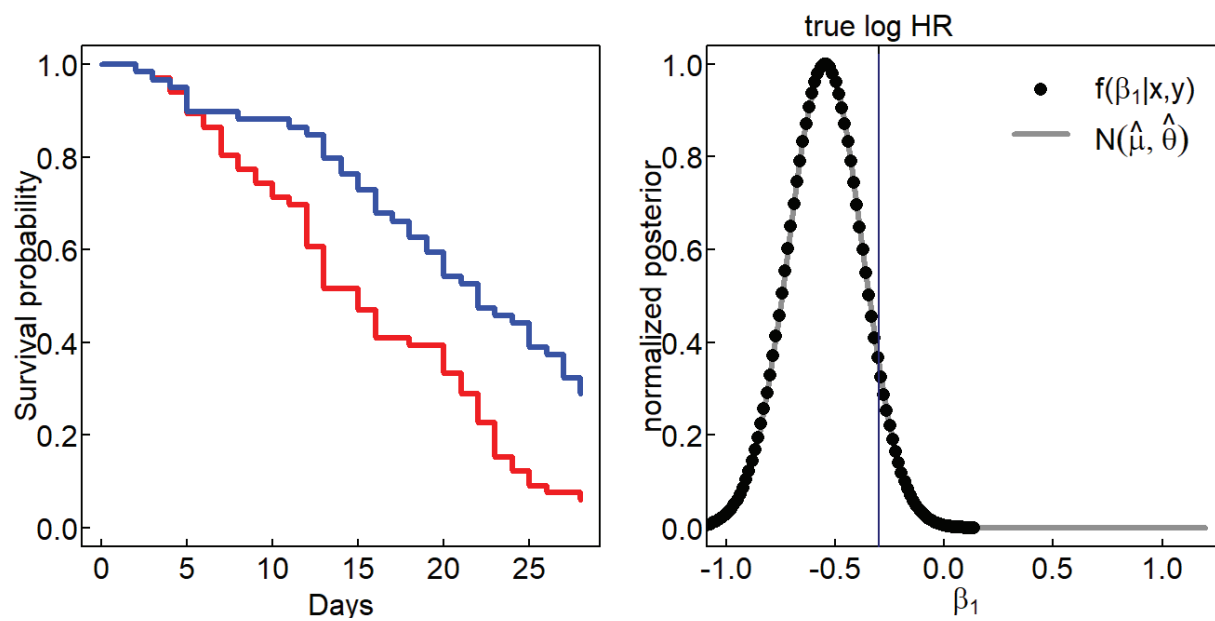 Survival probability
1.0
0.8
0.6
0.4
0.2
0.0
0 5 10 15 20 25
Days
true log HR
normalized posterior
1.0
0.8
0.6
0.4
0.2
0.0
f(β₁|x,y)
N(μ̂, θ̂)
-1.0 -0.5 0.0 0.5 1.0
β₁